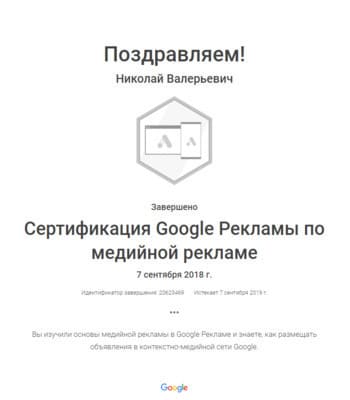 Поздравляем!
Николай Валерьевич
Завершено
Сертификация Google Рекламы по
медийной рекламе
7 сентября 2018 г.
Идентификатор завершения: 20623469 Истекает 7 сентября 2019 г.
•••
Вы изучили основы медийной рекламы в Google Рекламе и знаете, как размещать
объявления в контекстно-медийной сети Google.
Google